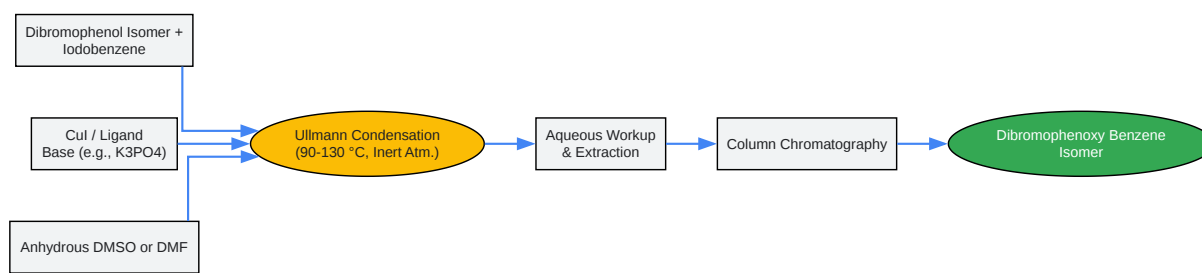 Dibromophenol Isomer +
Iodobenzene
CuI / Ligand
Base (e.g., K3PO4)
Anhydrous DMSO or DMF
Ullmann Condensation
(90-130 °C, Inert Atm.)
Aqueous Workup
& Extraction
Column Chromatography
Dibromophenoxy Benzene
Isomer